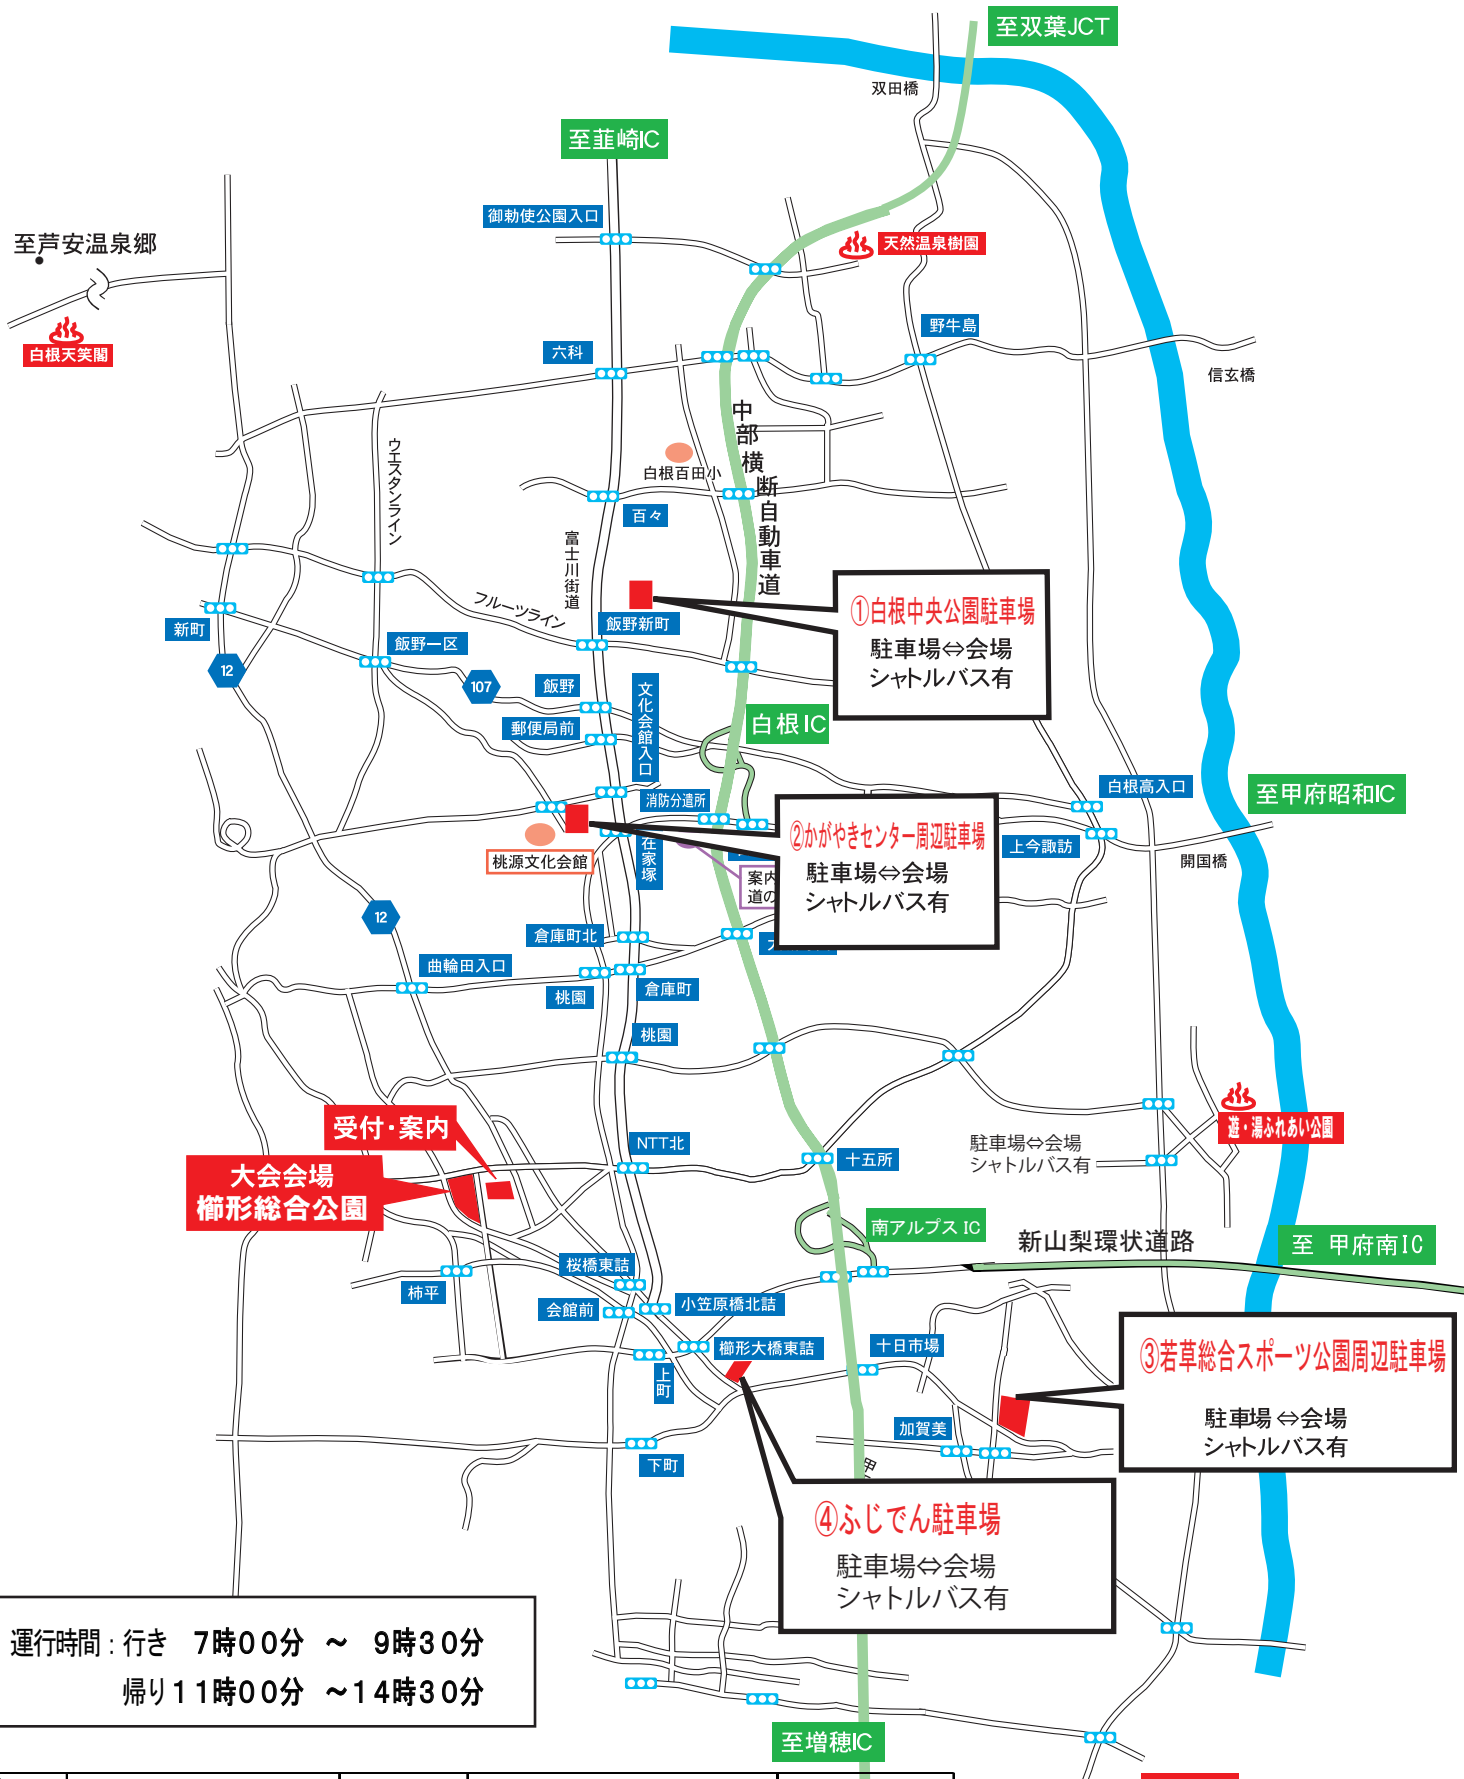 至双葉JCT
双田橋
至韮崎IC
御勅使公園入口
至芦安温泉郷
天然温泉樹園
白根天笑閣
六科
野牛島
信玄橋
中部横断自動車道
ウエスタンライン
白根百田小
百々
富士川街道
フルーツライン
①白根中央公園駐車場
駐車場⇔会場
シャトルバス有
飯野新町
新町
飯野一区
12
107
飯野
文化会館入口
郵便局前
白根IC
白根高入口
至甲府昭和IC
消防分遣所
②かがやきセンター周辺駐車場
駐車場⇔会場
シャトルバス有
在家塚
上今諏訪
開国橋
桃源文化会館
案内
道の
12
倉庫町北
曲輪田入口
桃園
倉庫町
桃園
受付・案内
NTT北
十五所
駐車場⇔会場
シャトルバス有
遊・湯ふれあい公園
大会会場
櫛形総合公園
南アルプス IC
新山梨環状道路
至 甲府南IC
桜橋東詰
柿平
会館前
小笠原橋北詰
櫛形大橋東詰
十日市場
上町
③若草総合スポーツ公園周辺駐車場
駐車場⇔会場
シャトルバス有
加賀美
下町
甲
④ふじでん駐車場
駐車場⇔会場
シャトルバス有
運行時間：行き 7時00分 ～ 9時30分
帰り11時00分 ～14時30分
至増穂IC